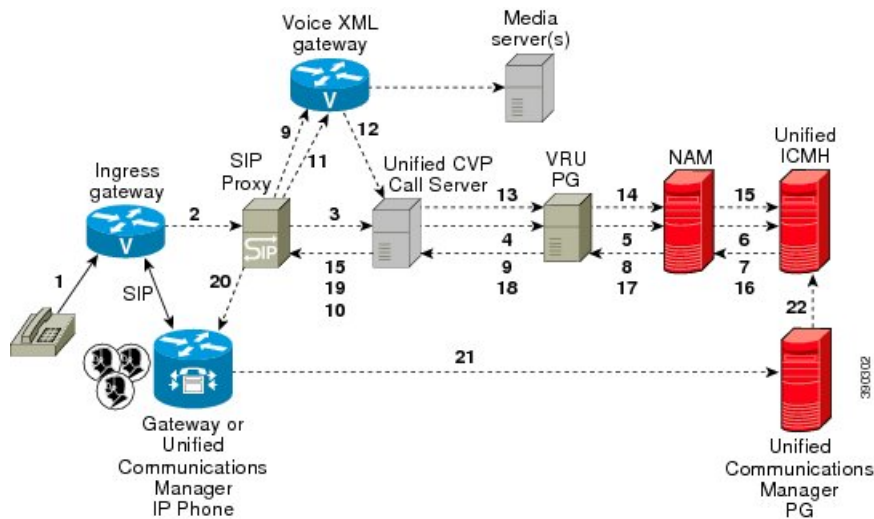 Voice XML
gateway
Media
server(s)
V
9
11
12
Ingress
gateway
SIP
Proxy
Unified CVP
Call Server
VRU
PG
NAM
Unified
ICMH
V
2
3
13
14
15
SIP
4
5
6
15
9
8
7
19
18
17
16
10
1
SIP
20
22
21
Gateway or
Unified
Communications
Manager
IP Phone
Unified
Communications
Manager
PG
390302